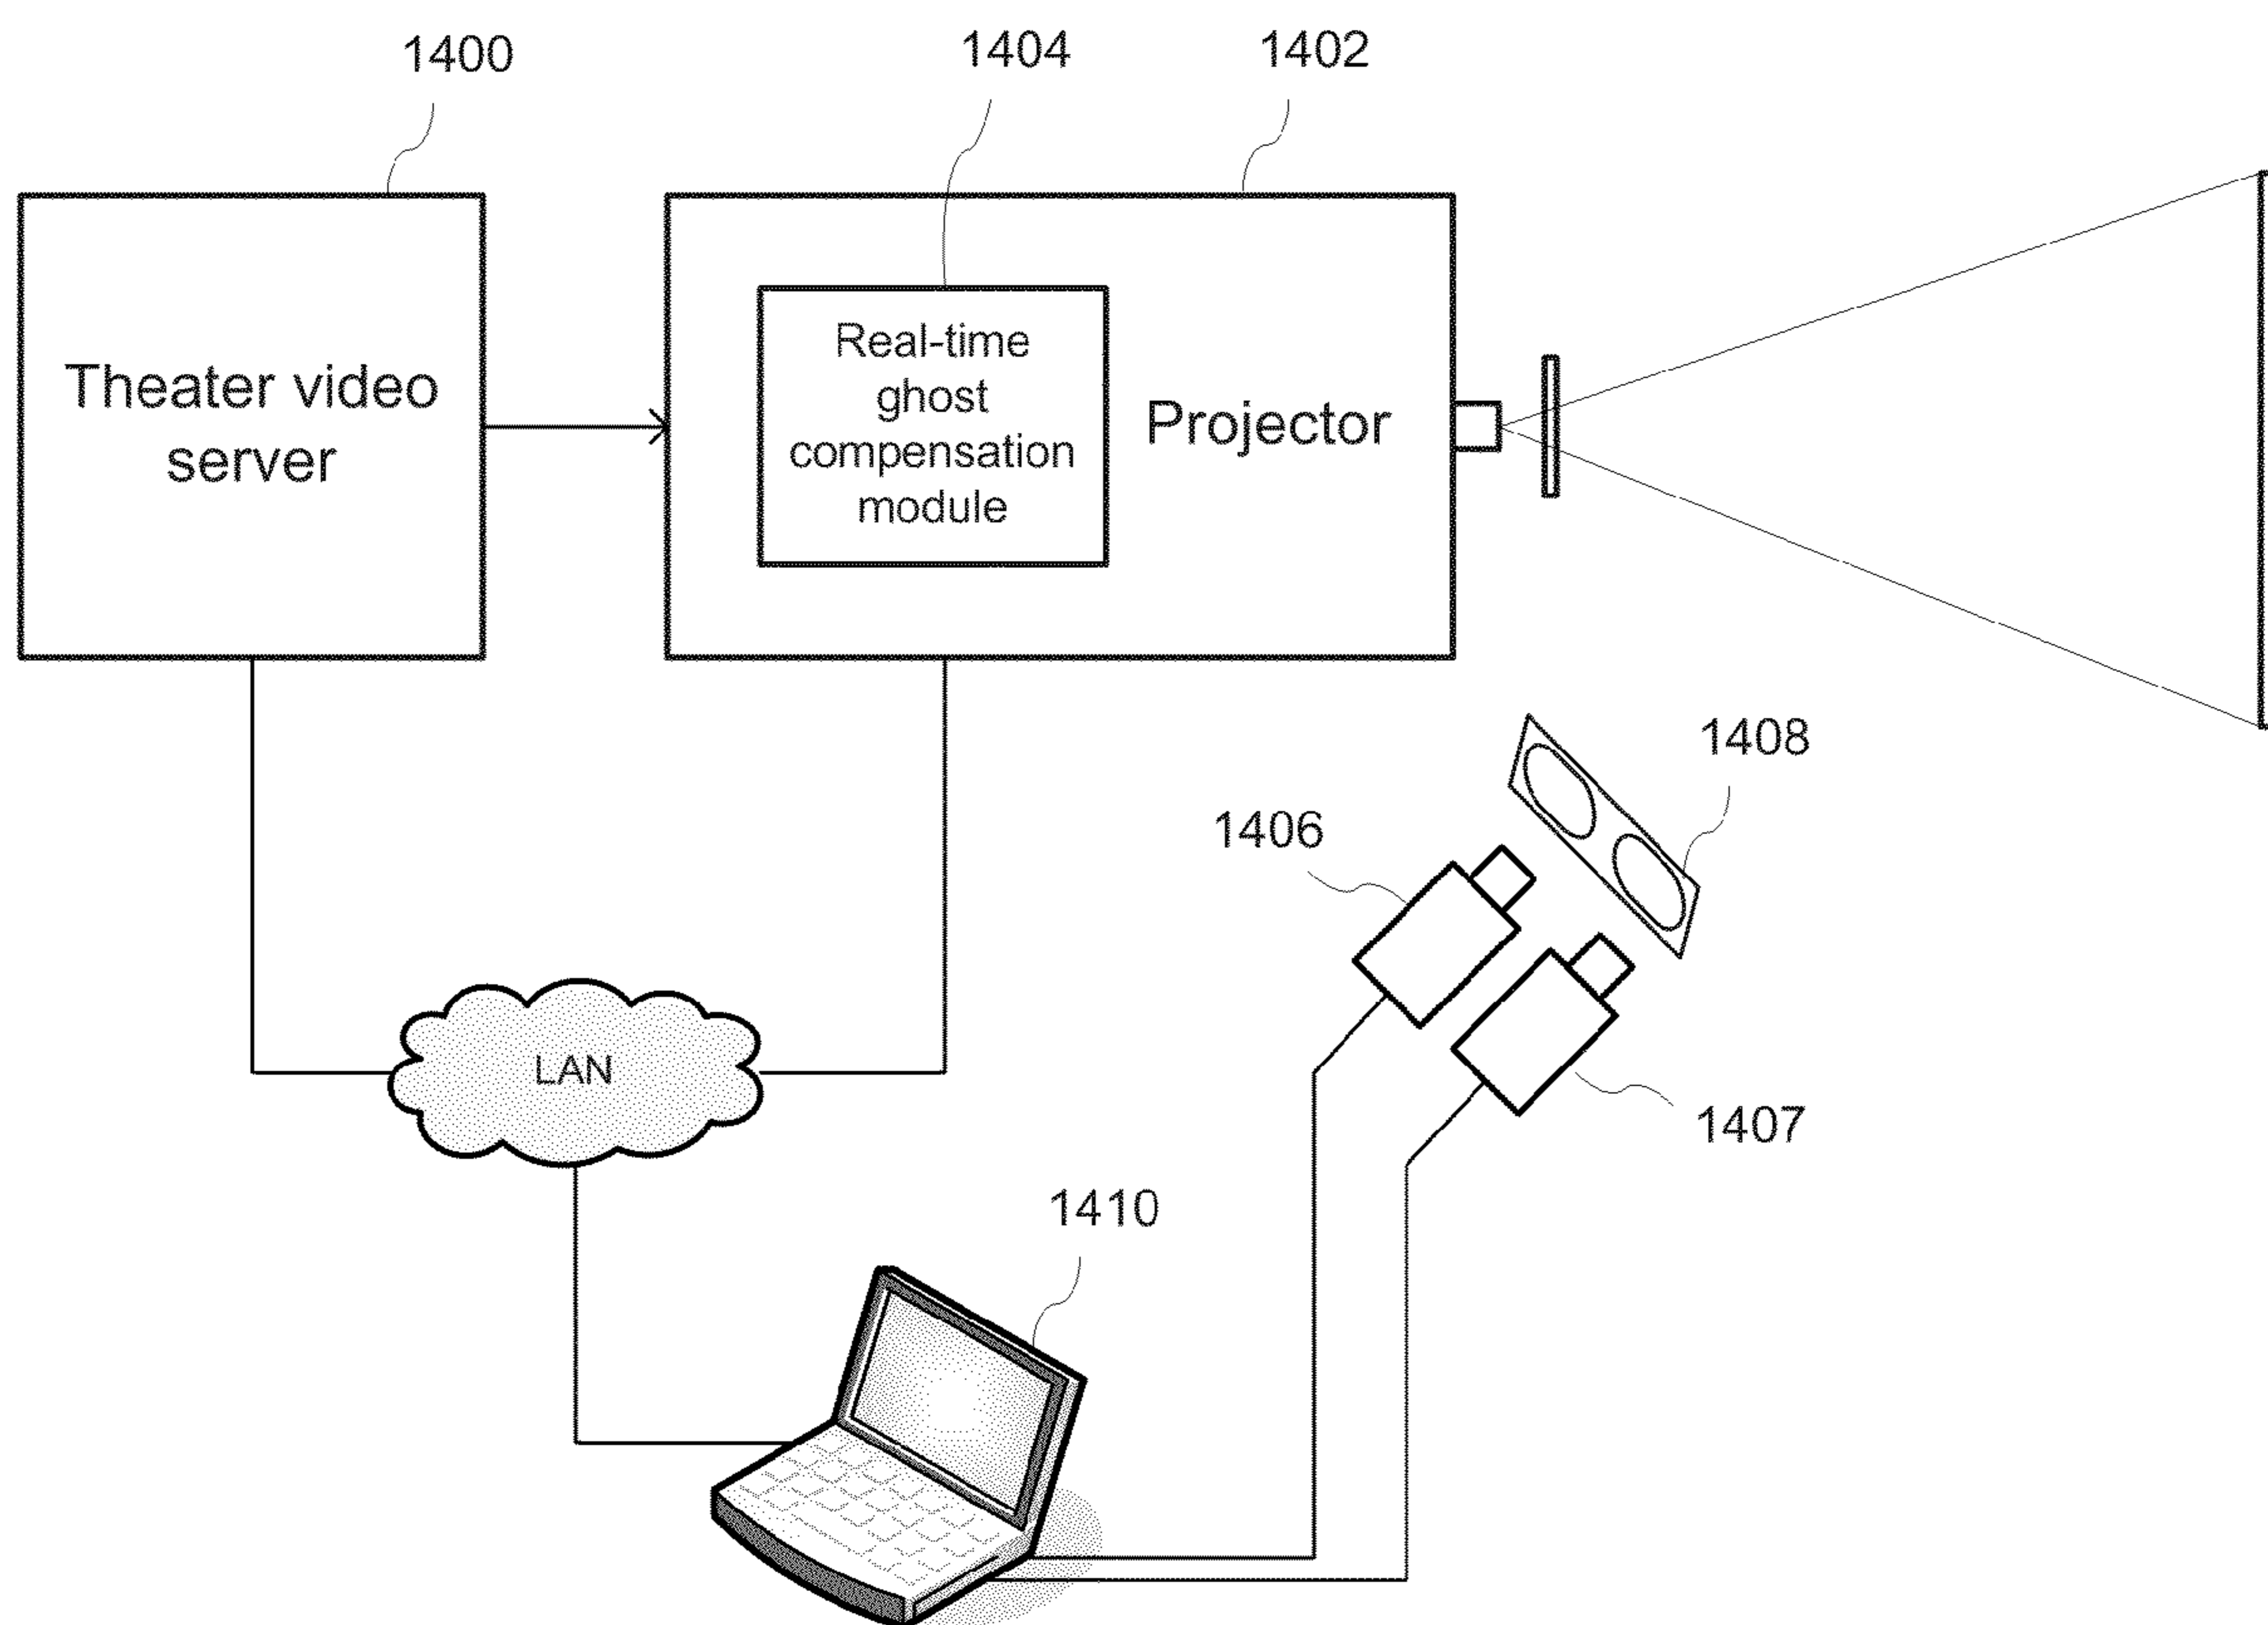 1400
1404
1402
Theater video
server
Real-time
ghost
compensation
module
Projector
1408
1406
1407
LAN
1410